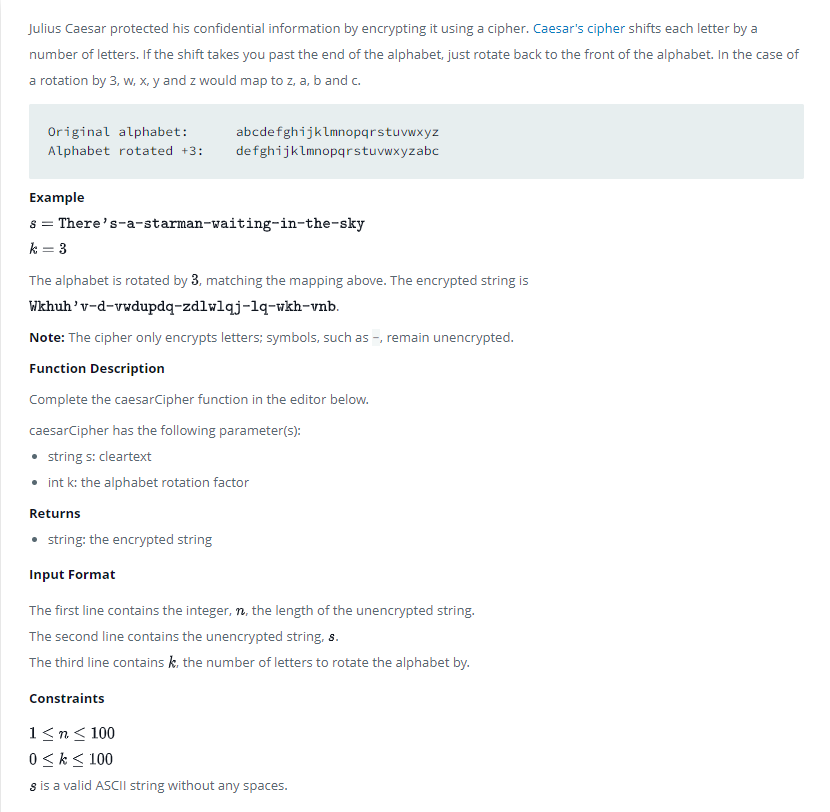 Julius Caesar protected his confidential information by encrypting it using a cipher. Caesar's cipher shifts each letter by a
number of letters. If the shift takes you past the end of the alphabet, just rotate back to the front of the alphabet. In the case of
a rotation by 3, w, x, y and z would map to z, a, b and c.
Original alphabet: abcdefghijklmnopqrstuvwxyz
Alphabet rotated +3: defghijklmnopqrstuvwxyzabc
Example
s = There's-a-starman-waiting-in-the-sky
k = 3
The alphabet is rotated by 3, matching the mapping above. The encrypted string is
Wkhuh'v-d-vwdupdq-zdlwlqj-lq-wkh-vnb.
Note: The cipher only encrypts letters; symbols, such as -, remain unencrypted.
Function Description
Complete the caesarCipher function in the editor below.
caesarCipher has the following parameter(s):
• string s: cleartext
• int k: the alphabet rotation factor
Returns
• string: the encrypted string
Input Format
The first line contains the integer, n, the length of the unencrypted string.
The second line contains the unencrypted string, s.
The third line contains k, the number of letters to rotate the alphabet by.
Constraints
1 ≤ n ≤ 100
0 ≤ k ≤ 100
s is a valid ASCII string without any spaces.